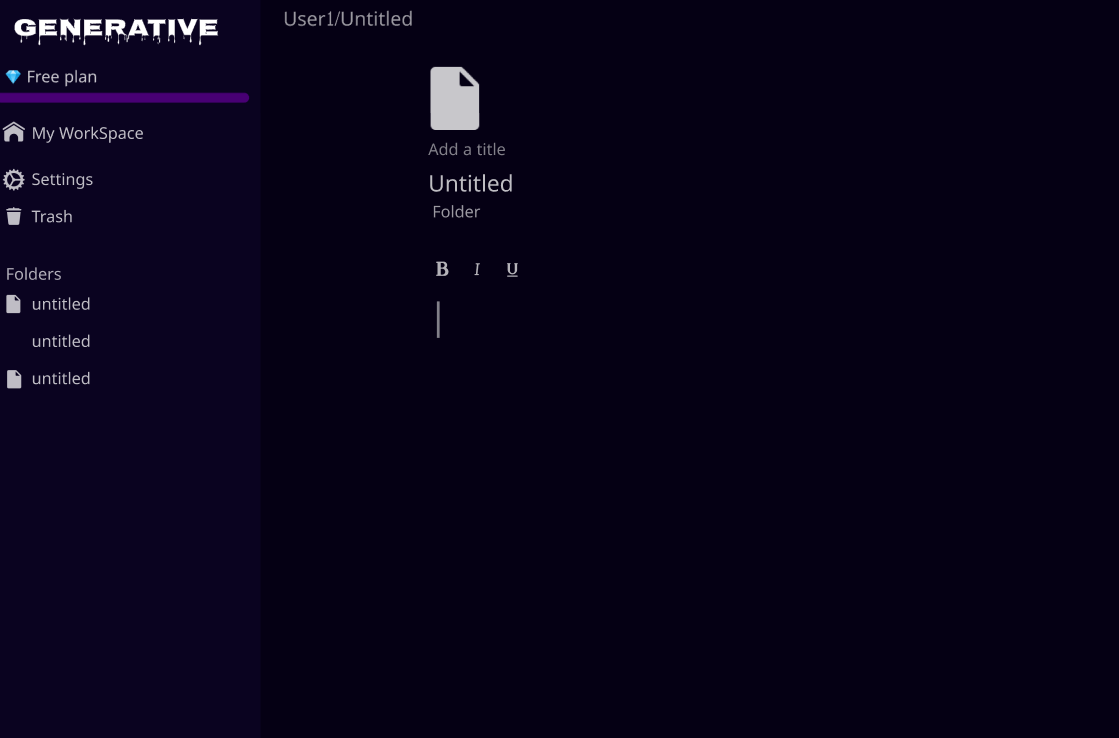 GENERATIVE
Free plan
My WorkSpace
Settings
Trash
Folders
untitled
untitled
untitled
User1/Untitled
Add a title
Untitled
Folder
B I U